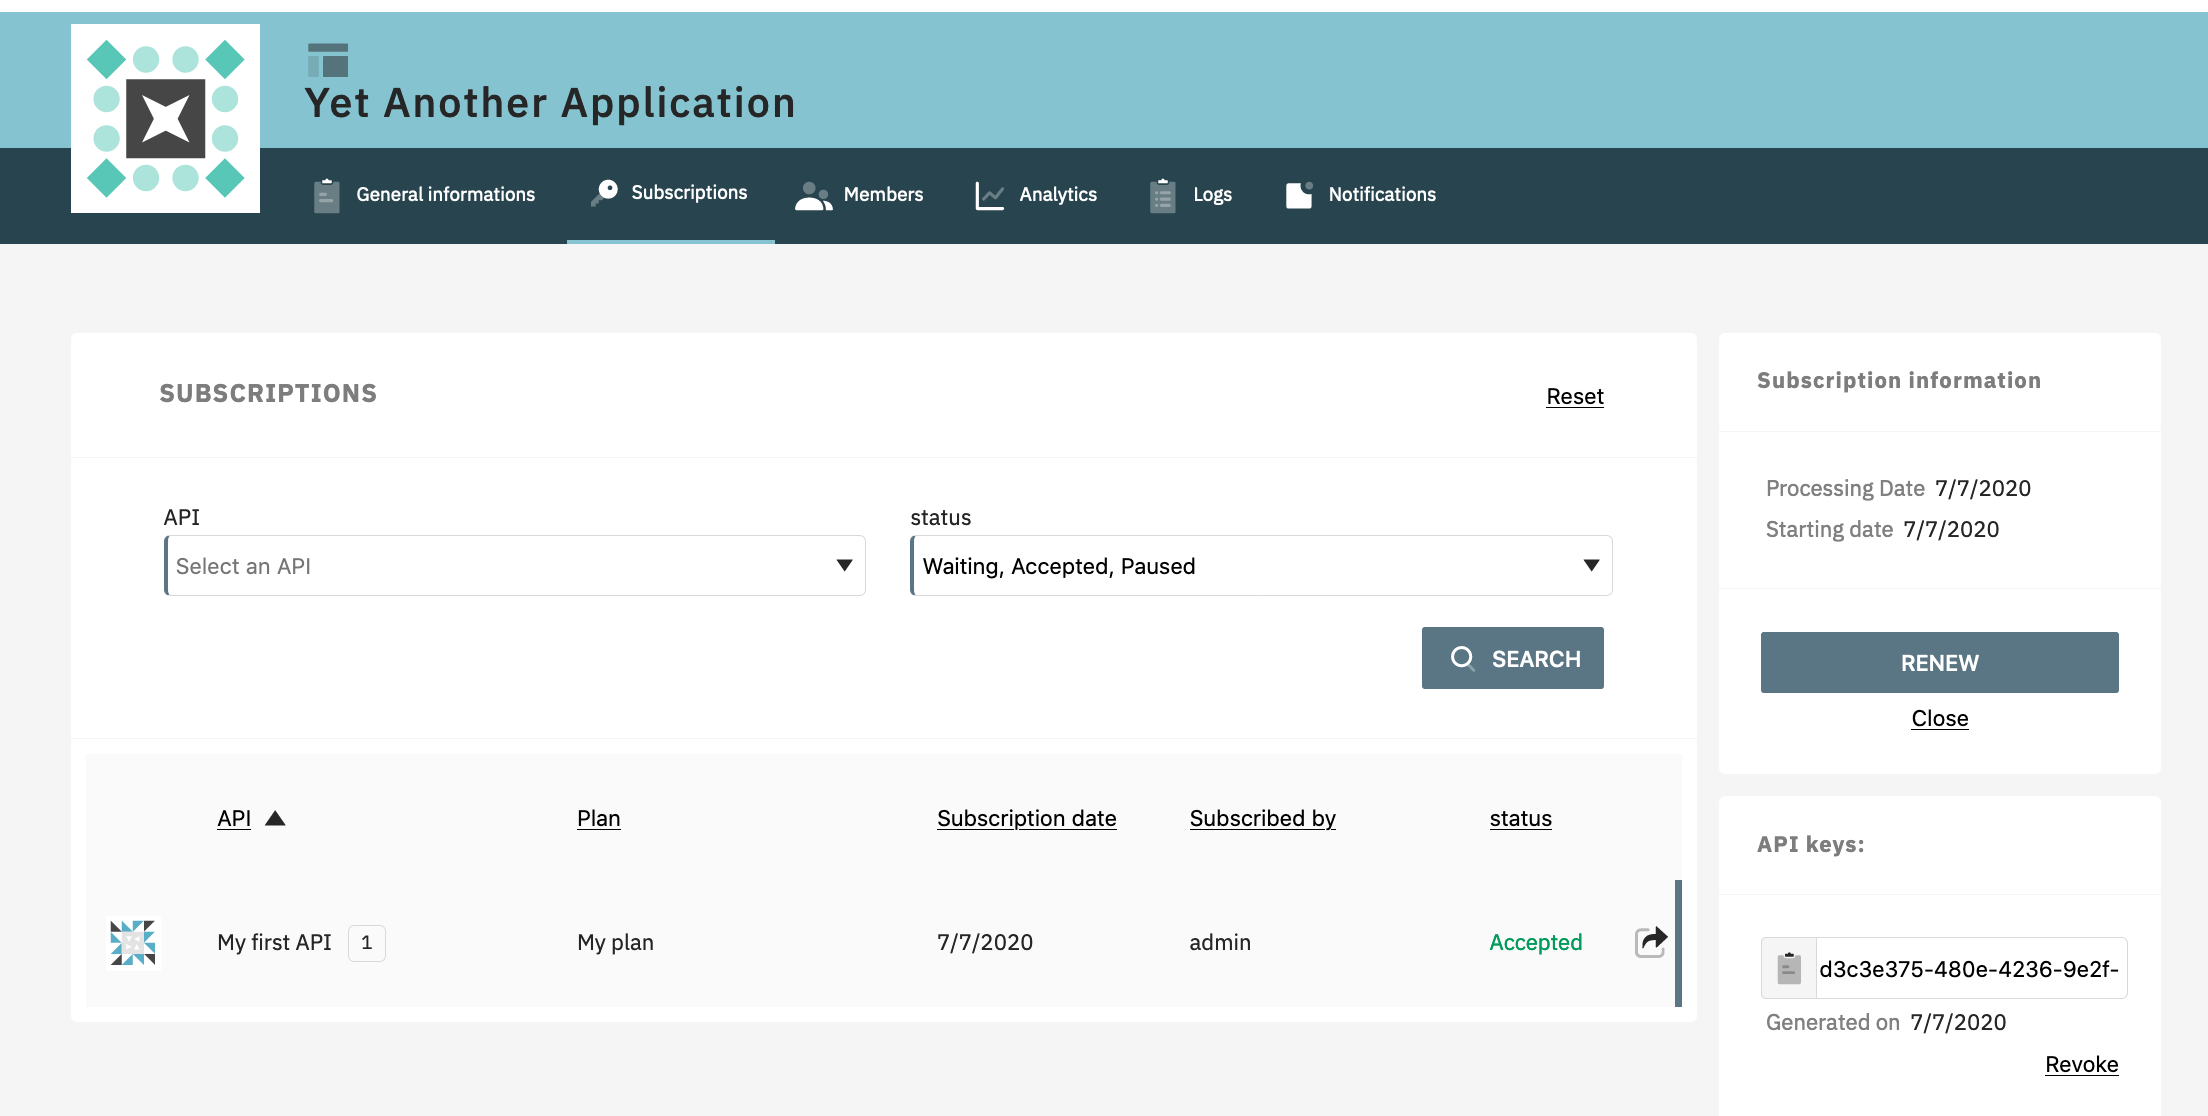 Yet Another Application
General informations
Subscriptions
Members
Analytics
Logs
Notifications
SUBSCRIPTIONS
Reset
API
status
Select an API
Waiting, Accepted, Paused
SEARCH
API
Plan
Subscription date
Subscribed by
status
My first API 1
My plan
7/7/2020
admin
Accepted
Subscription information
Processing Date 7/7/2020
Starting date 7/7/2020
RENEW
Close
API keys:
d3c3e375-480e-4236-9e2f-
Generated on 7/7/2020
Revoke